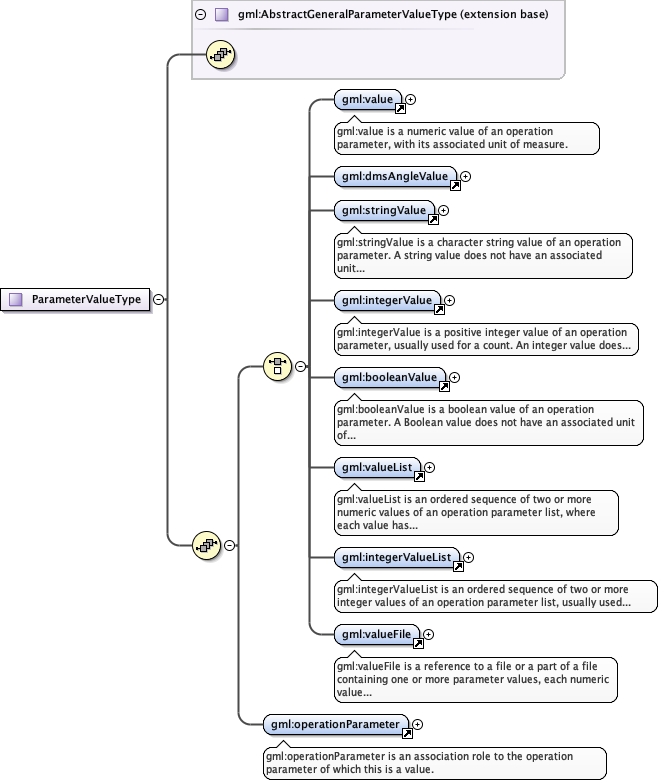 gml:AbstractGeneralParameterValueType (extension base)
gml:value
gml:value is a numeric value of an operation
parameter, with its associated unit of measure.
gml:dmsAngleValue
gml:stringValue
gml:stringValue is a character string value of an operation
parameter. A string value does not have an associated
unit...
ParameterValueType
gml:integerValue
gml:integerValue is a positive integer value of an operation
parameter, usually used for a count. An integer value does...
gml:booleanValue
gml:booleanValue is a boolean value of an operation
parameter. A Boolean value does not have an associated unit
of...
gml:valueList
gml:valueList is an ordered sequence of two or more
numeric values of an operation parameter list, where
each value has...
gml:integerValueList
gml:integerValueList is an ordered sequence of two or more
integer values of an operation parameter list, usually used...
gml:valueFile
gml:valueFile is a reference to a file or a part of a file
containing one or more parameter values, each numeric
value...
gml:operationParameter
gml:operationParameter is an association role to the operation
parameter of which this is a value.